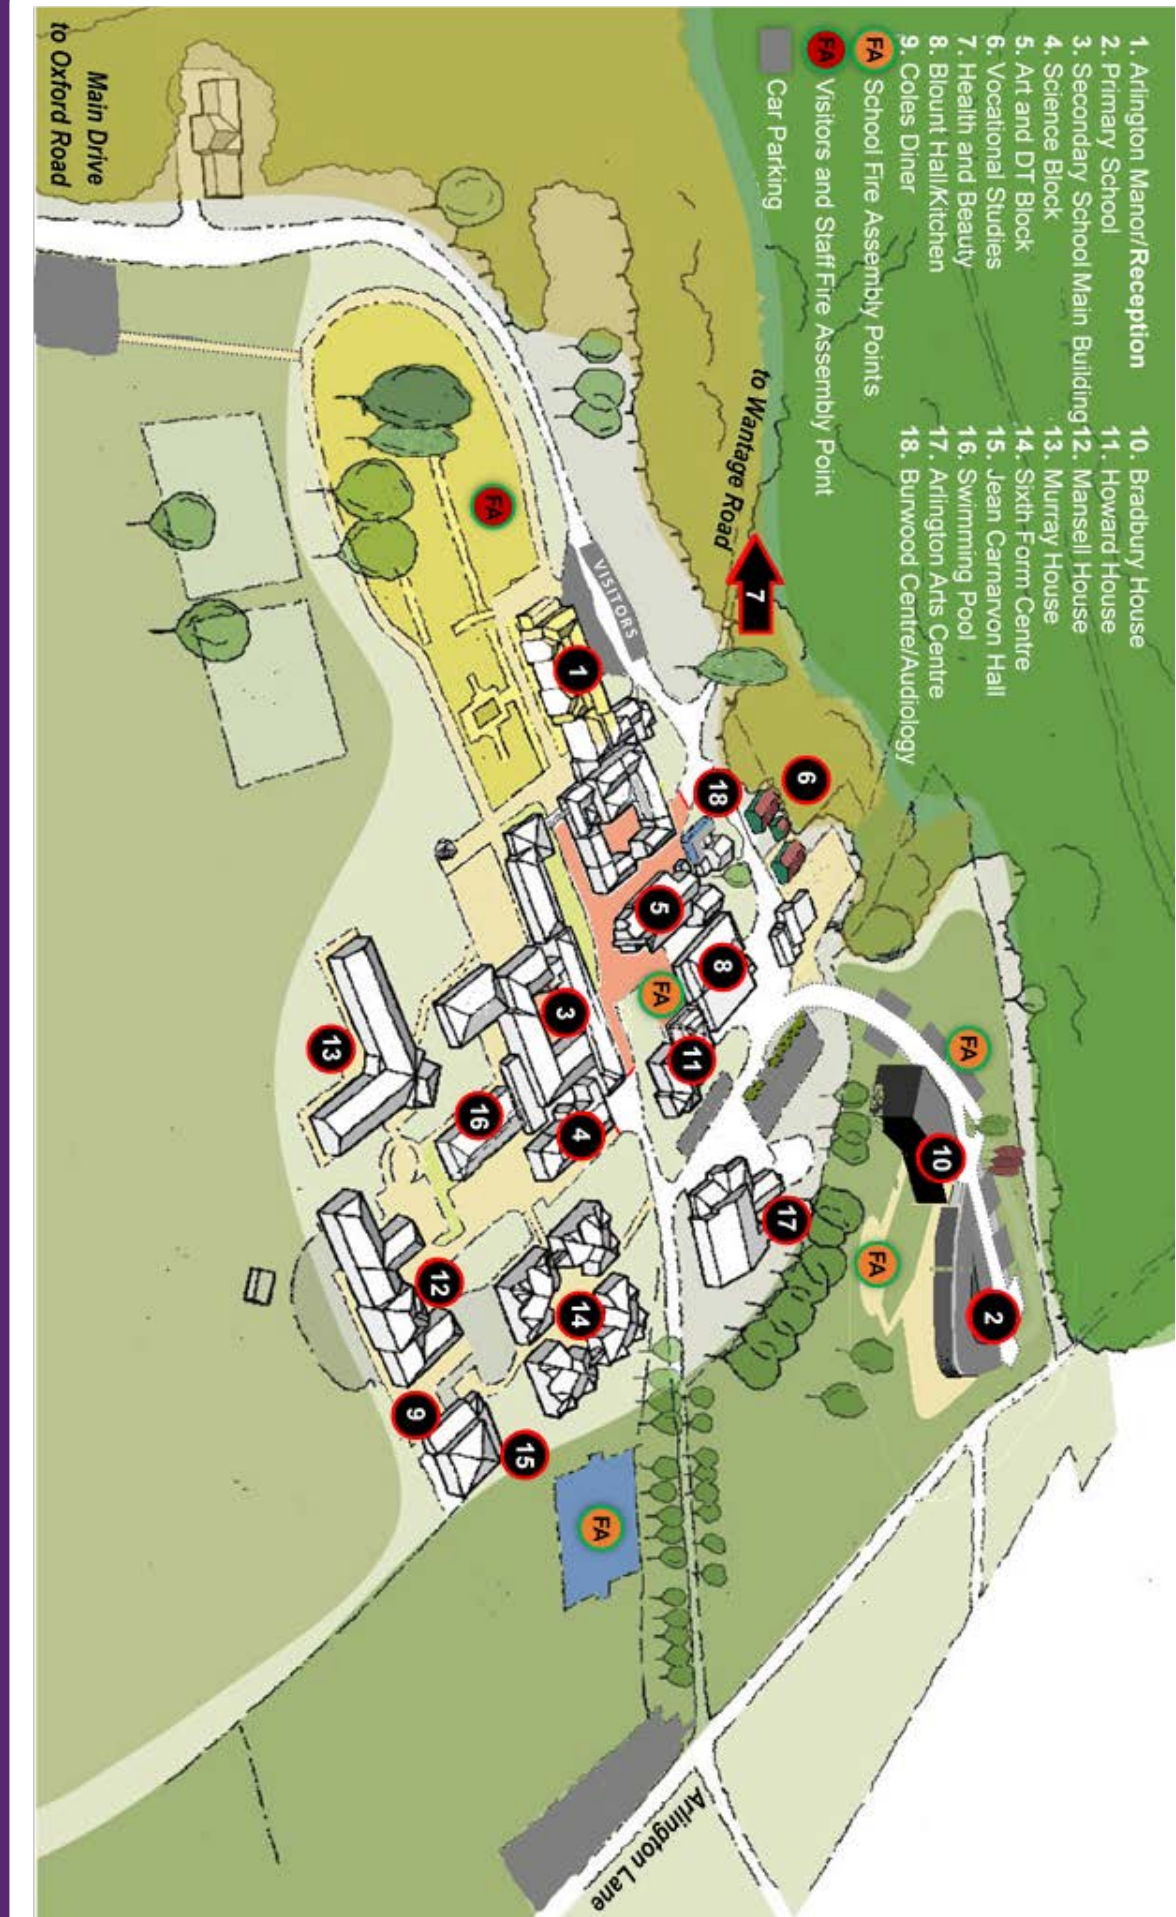 1. Arlington Manor/Reception
2. Primary School
3. Secondary School Main Building
4. Science Block
5. Art and DT Block
6. Vocational Studies
7. Health and Beauty
8. Blount Hall/Kitchen
9. Coles Diner
10. Bradbury House
11. Howard House
12. Mansell House
13. Murray House
14. Sixth Form Centre
15. Jean Carnarvon Hall
16. Swimming Pool
17. Arlington Arts Centre
18. Burwood Centre/Audiology
FA School Fire Assembly Points
FA Visitors and Staff Fire Assembly Point
Car Parking
to Wantage Road
7
6
18
FA
10
2
FA
VISITORS
1
5
8
FA
11
17
FA
3
4
14
FA
16
15
13
12
9
Arlington Lane
Main Drive
to Oxford Road